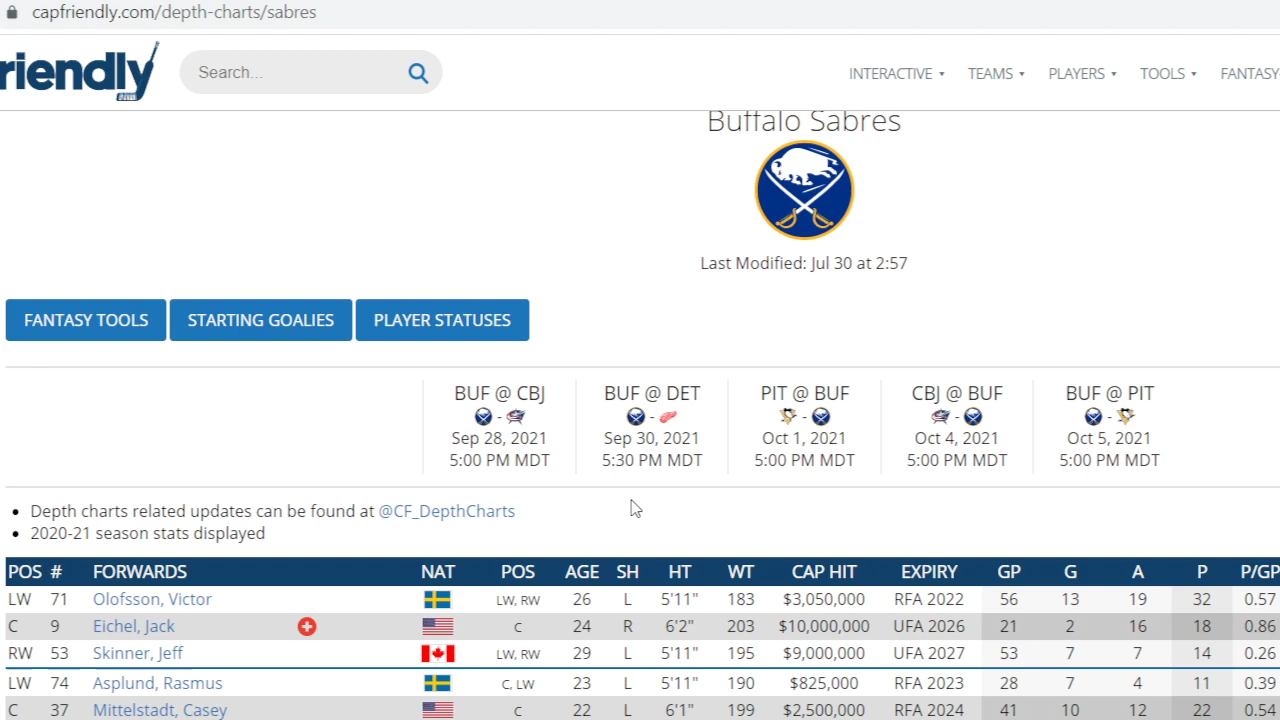 capfriendly.com/depth-charts/sabres
riendly Search... INTERACTIVE TEAMS PLAYERS TOOLS FANTASY
Buffalo Sabres
Last Modified: Jul 30 at 2:57
FANTASY TOOLS STARTING GOALIES PLAYER STATUSES
BUF @ CBJ BUF @ DET PIT @ BUF CBJ @ BUF BUF @ PIT
- - - - -
Sep 28, 2021 Sep 30, 2021 Oct 1, 2021 Oct 4, 2021 Oct 5, 2021
5:00 PM MDT 5:30 PM MDT 5:00 PM MDT 5:00 PM MDT 5:00 PM MDT
• Depth charts related updates can be found at @CF_DepthCharts
• 2020-21 season stats displayed
POS # FORWARDS NAT POS AGE SH HT WT CAP HIT EXPIRY GP G A P P/GP
LW 71 Olofsson, Victor LW, RW 26 L 5'11" 183 $3,050,000 RFA 2022 56 13 19 32 0.57
C 9 Eichel, Jack C 24 R 6'2" 203 $10,000,000 UFA 2026 21 2 16 18 0.86
RW 53 Skinner, Jeff LW, RW 29 L 5'11" 195 $9,000,000 UFA 2027 53 7 7 14 0.26
LW 74 Asplund, Rasmus C, LW 23 L 5'11" 190 $825,000 RFA 2023 28 7 4 11 0.39
C 37 Mittelstadt, Casey C 22 L 6'1" 199 $2,500,000 RFA 2024 41 10 12 22 0.54